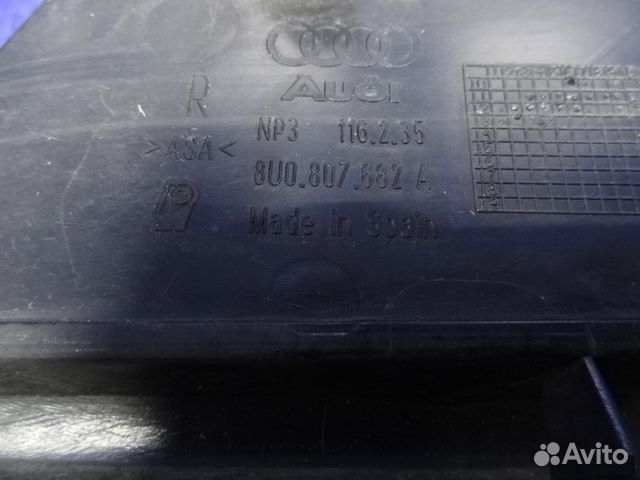 Audi
R
NP3 116.2.35
>ASA<
8U0.807.682 A
Made in Spain
Avito